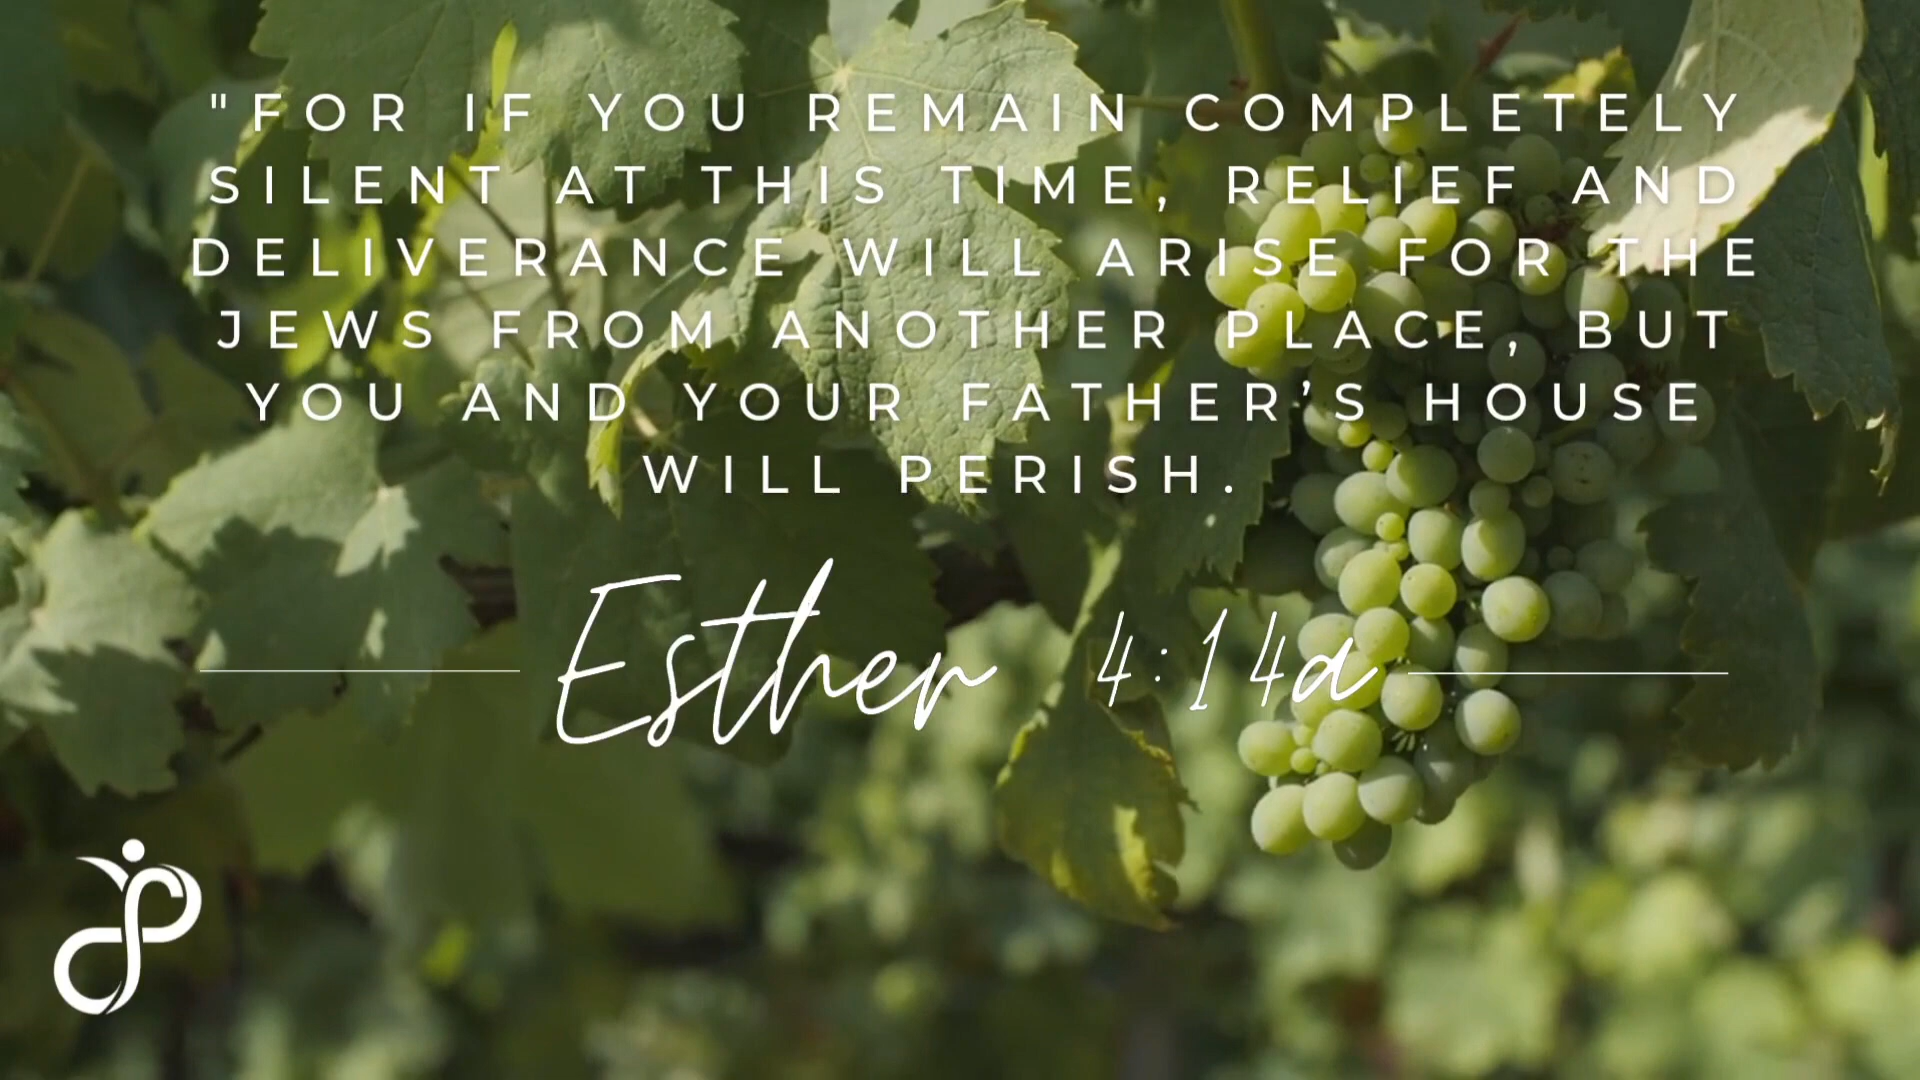 "FOR IF YOU REMAIN COMPLETELY
SILENT AT THIS TIME, RELIEF AND
DELIVERANCE WILL ARISE FOR THE
JEWS FROM ANOTHER PLACE, BUT
YOU AND YOUR FATHER’S HOUSE
WILL PERISH.
Esther 4:14a